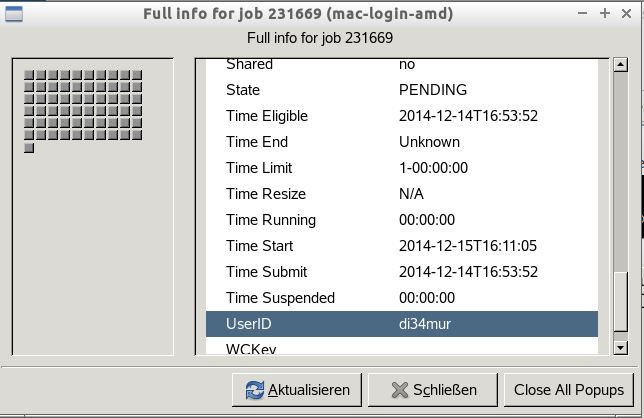 Full info for job 231669 (mac-login-amd)
Full info for job 231669
Shared no
State PENDING
Time Eligible 2014-12-14T16:53:52
Time End Unknown
Time Limit 1-00:00:00
Time Resize N/A
Time Running 00:00:00
Time Start 2014-12-15T16:11:05
Time Submit 2014-12-14T16:53:52
Time Suspended 00:00:00
UserID di34mur
WCKey
Aktualisieren Schließen Close All Popups